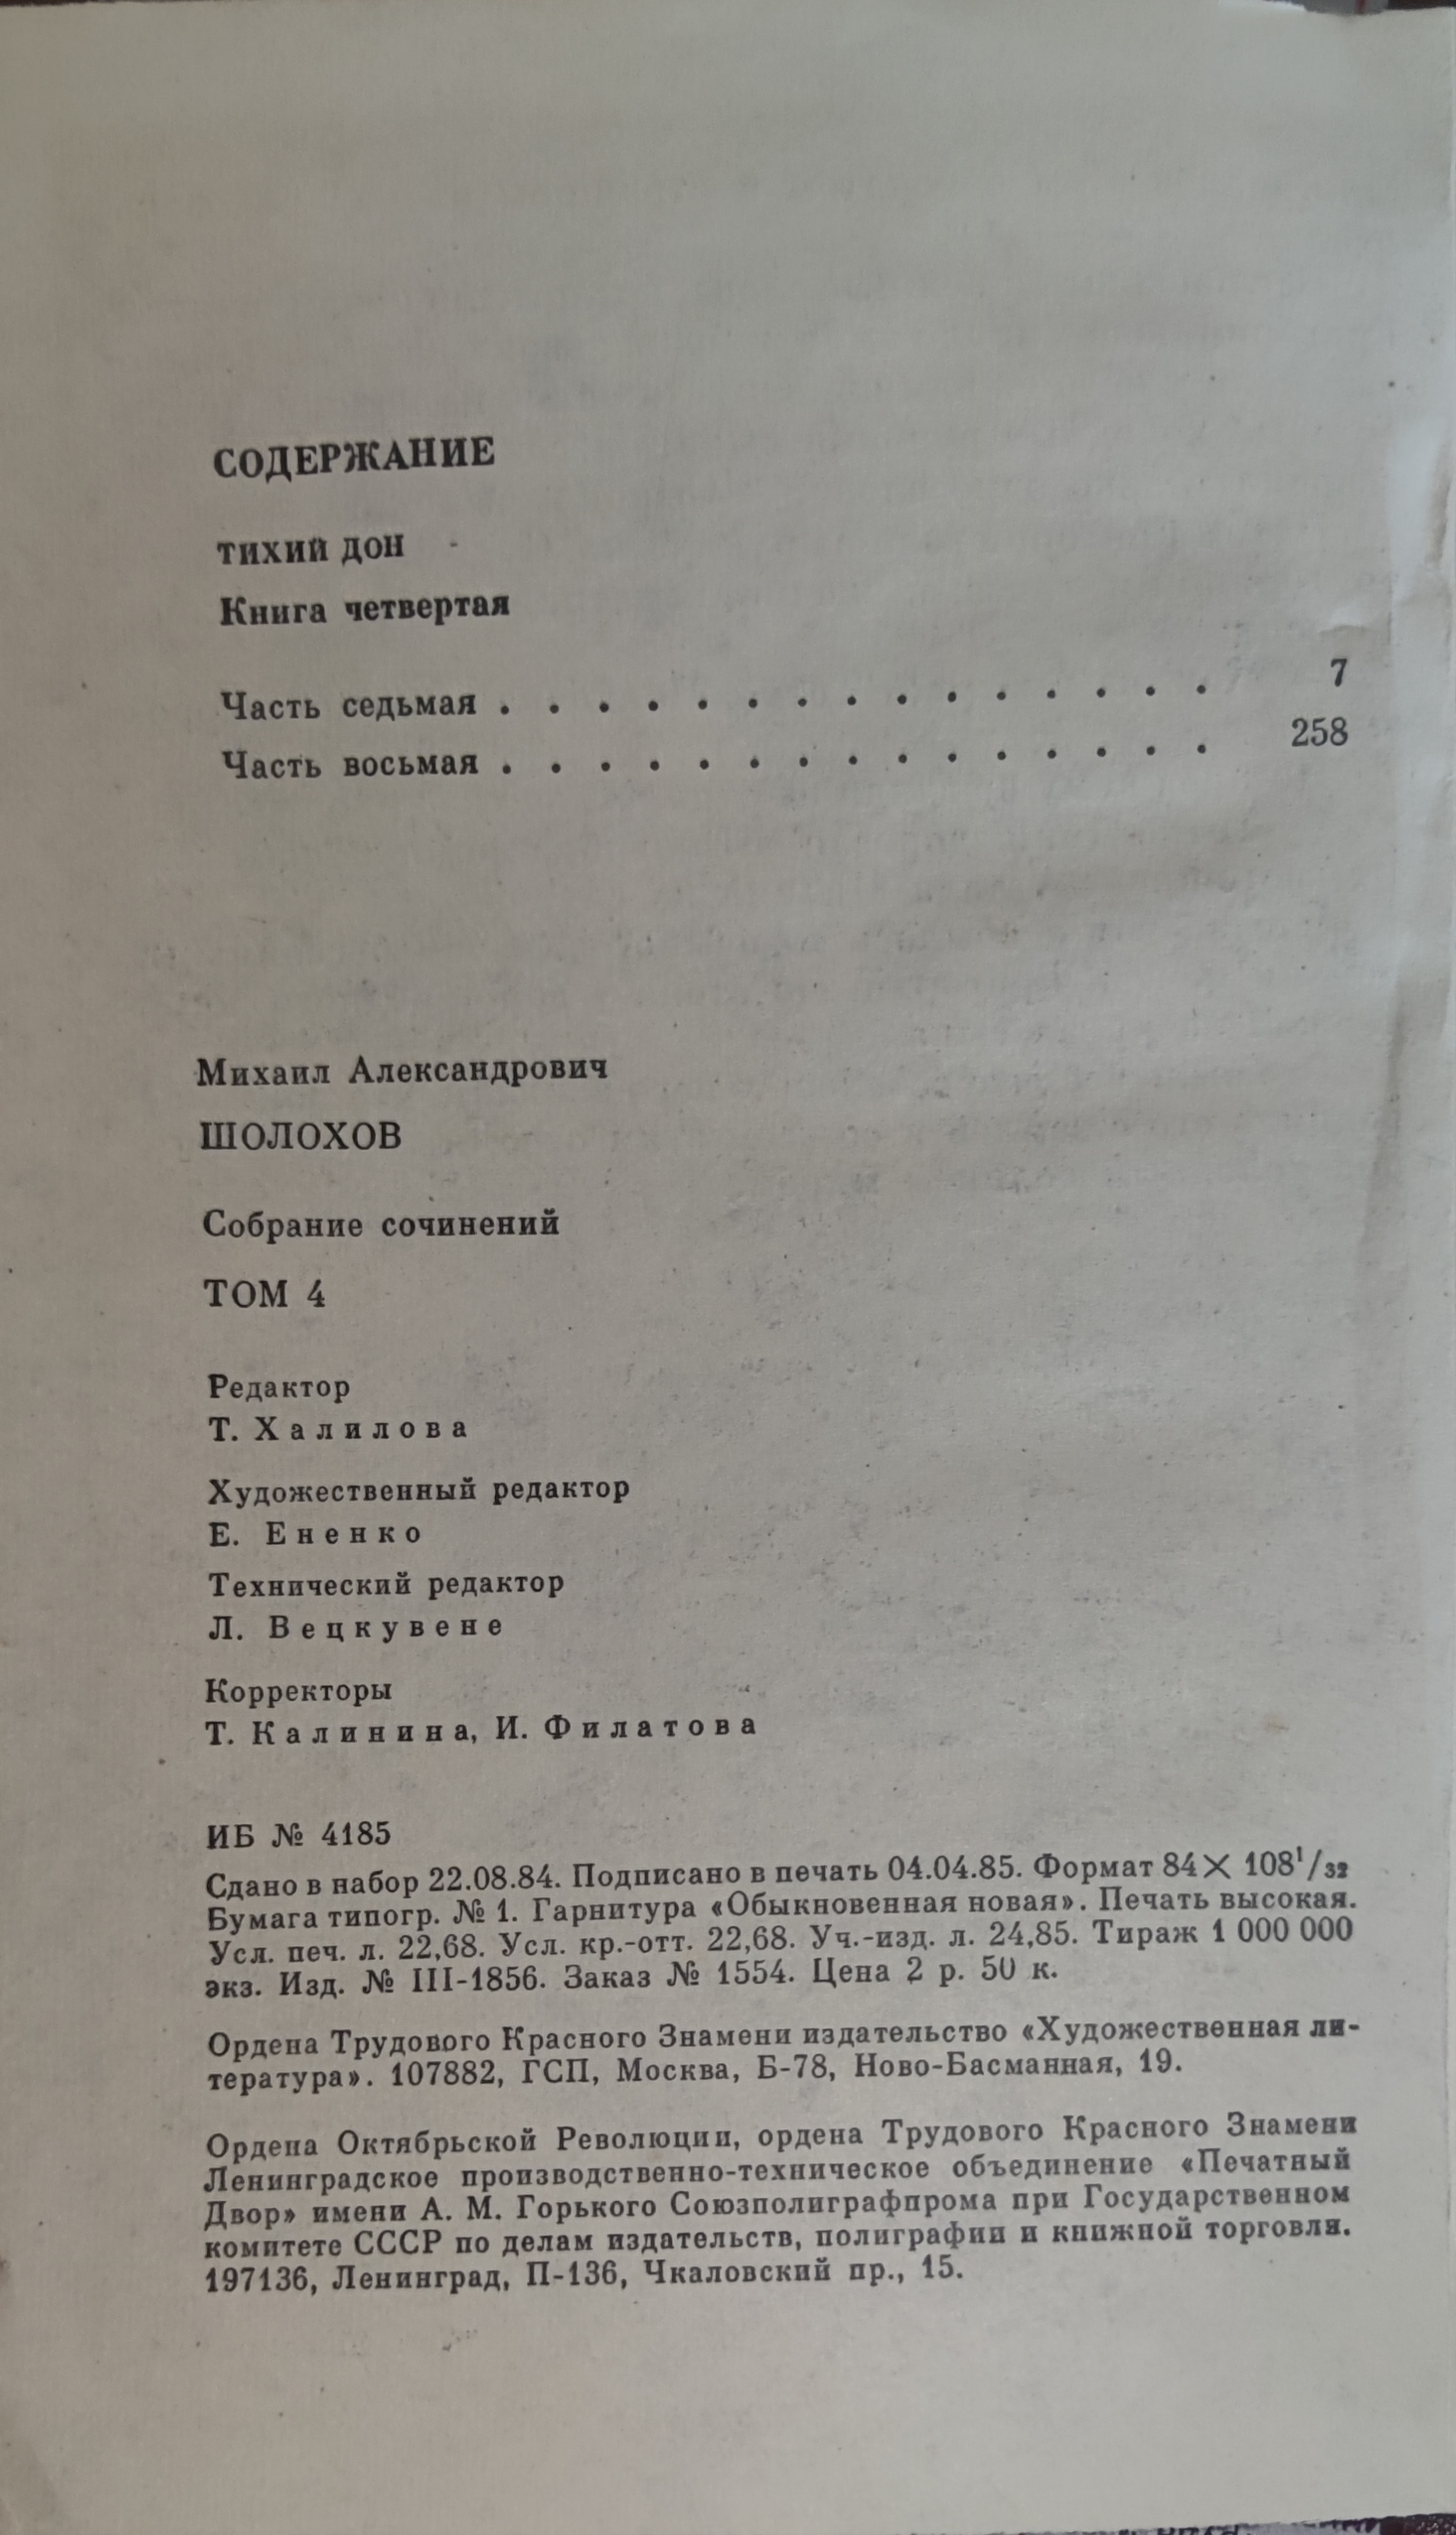 СОДЕРЖАНИЕ
ТИХИЙ ДОН
Книга четвертая
Часть седьмая . . . . . . . . . . . . . . . 7
Часть восьмая . . . . . . . . . . . . . . . 258
Михаил Александрович
ШОЛОХОВ
Собрание сочинений
ТОМ 4
Редактор
Т. Халилова
Художественный редактор
Е. Ененко
Технический редактор
Л. Вецкувене
Корректоры
Т. Калинина, И. Филатова
ИБ № 4185
Сдано в набор 22.08.84. Подписано в печать 04.04.85. Формат 84×108¹/₃₂
Бумага типогр. № 1. Гарнитура «Обыкновенная новая». Печать высокая.
Усл. печ. л. 22,68. Усл. кр.-отт. 22,68. Уч.-изд. л. 24,85. Тираж 1 000 000
экз. Изд. № III-1856. Заказ № 1554. Цена 2 р. 50 к.
Ордена Трудового Красного Знамени издательство «Художественная ли-
тература». 107882, ГСП, Москва, Б-78, Ново-Басманная, 19.
Ордена Октябрьской Революции, ордена Трудового Красного Знамени
Ленинградское производственно-техническое объединение «Печатный
Двор» имени А. М. Горького Союзполиграфпрома при Государственном
комитете СССР по делам издательств, полиграфии и книжной торговли.
197136, Ленинград, П-136, Чкаловский пр., 15.